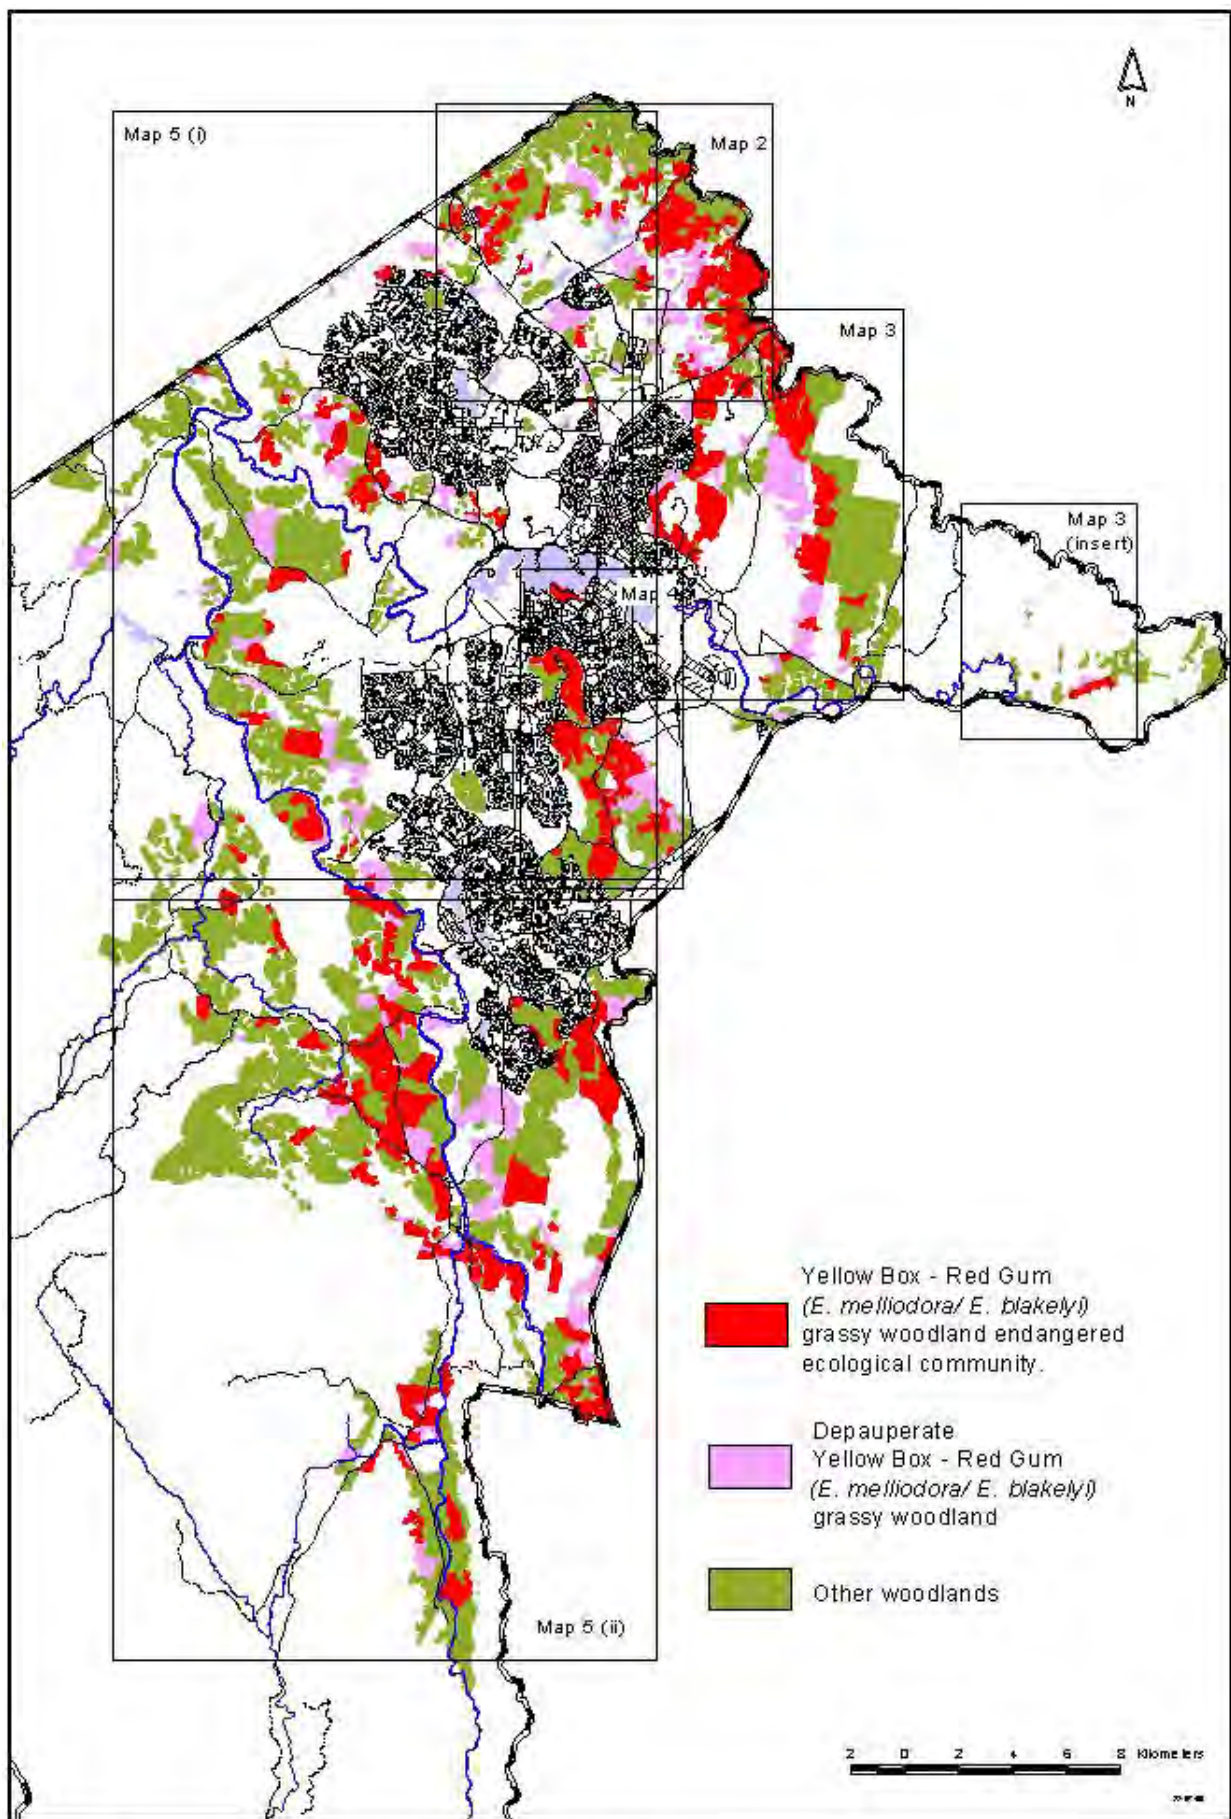 N
Map 5 (i)
Map 2
Map 3
Map 3
(insert)
Map 4
Yellow Box - Red Gum
(E. melliodora/ E. blakelyi)
grassy woodland endangered
ecological community.
Depauperate
Yellow Box - Red Gum
(E. melliodora/ E. blakelyi)
grassy woodland
Other woodlands
Map 5 (ii)
2 0 2 4 6 8 Kilometers